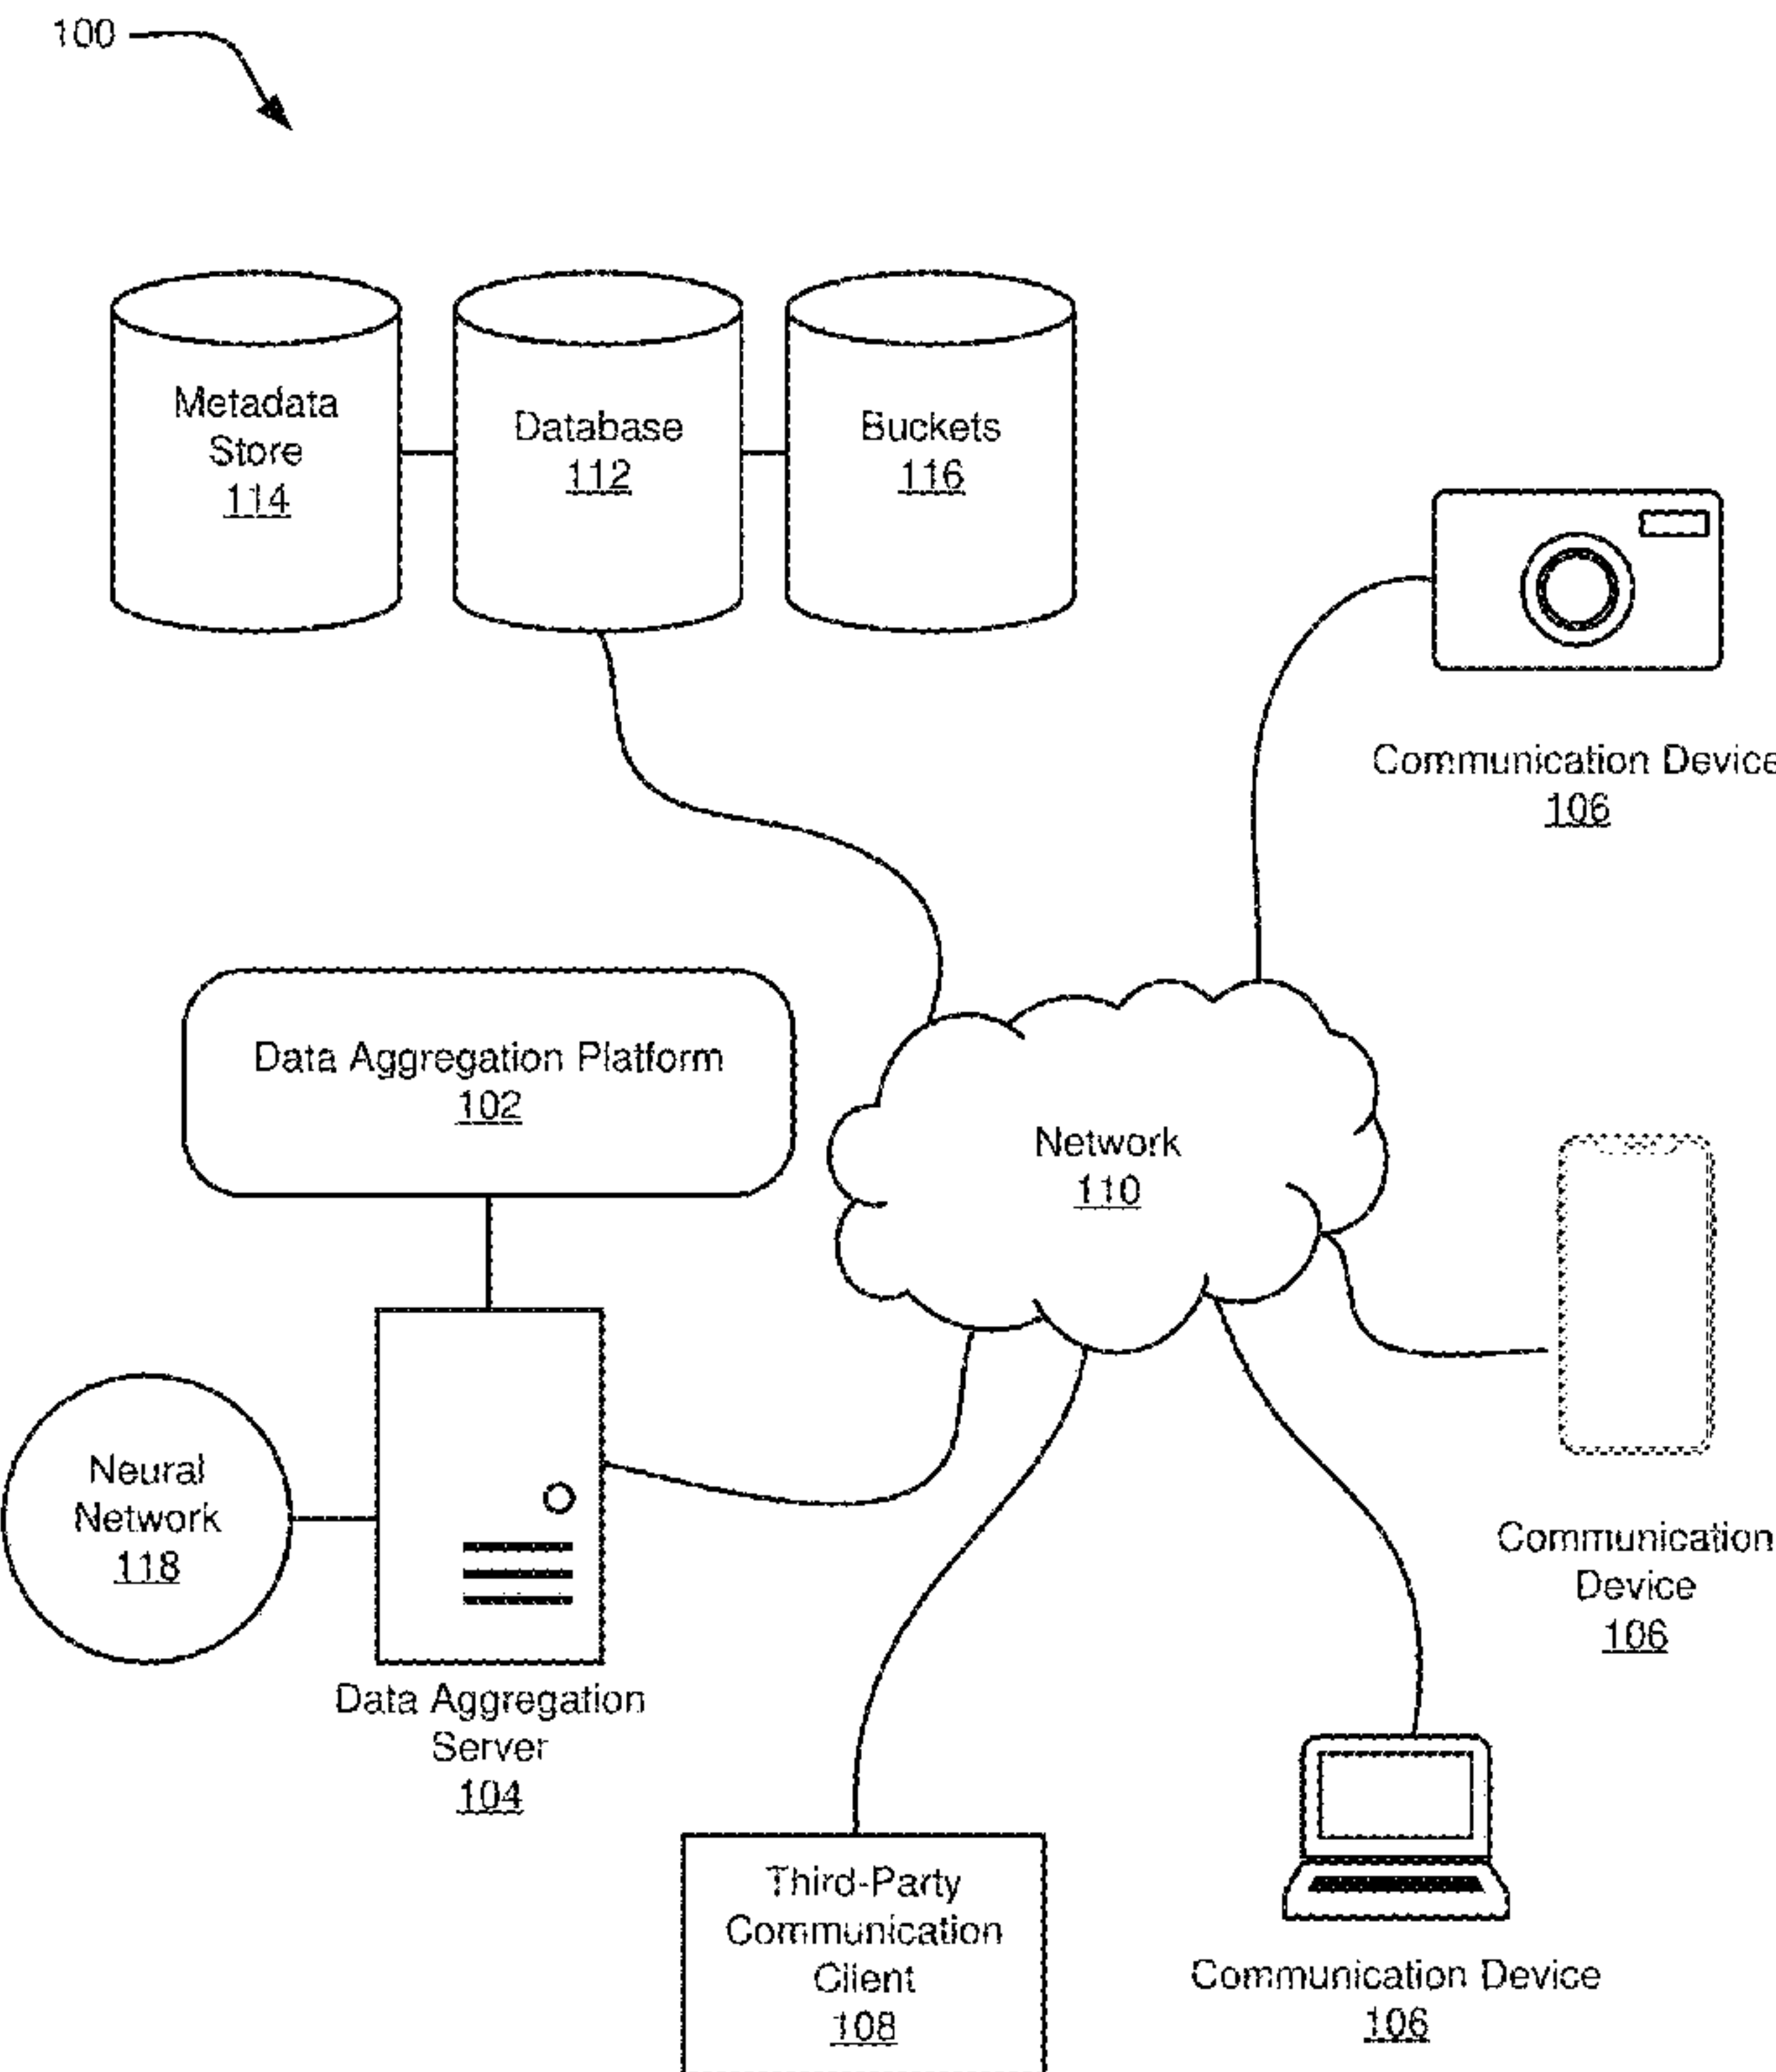 100
Metadata
Store
114
Database
112
Buckets
116
Communication Device
106
Data Aggregation Platform
102
Network
110
Neural
Network
118
Communication
Device
106
Data Aggregation
Server
104
Third-Party
Communication
Client
108
Communication Device
106